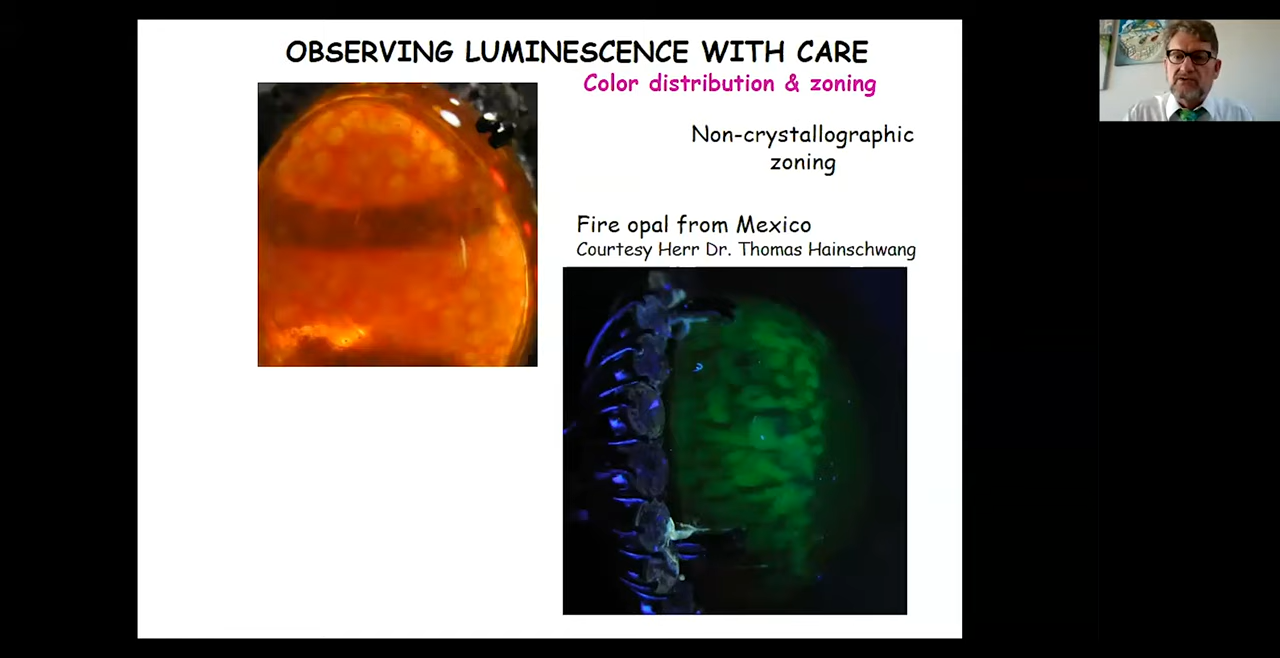 OBSERVING LUMINESCENCE WITH CARE
Color distribution & zoning
Non-crystallographic
zoning
Fire opal from Mexico
Courtesy Herr Dr. Thomas Hainschwang